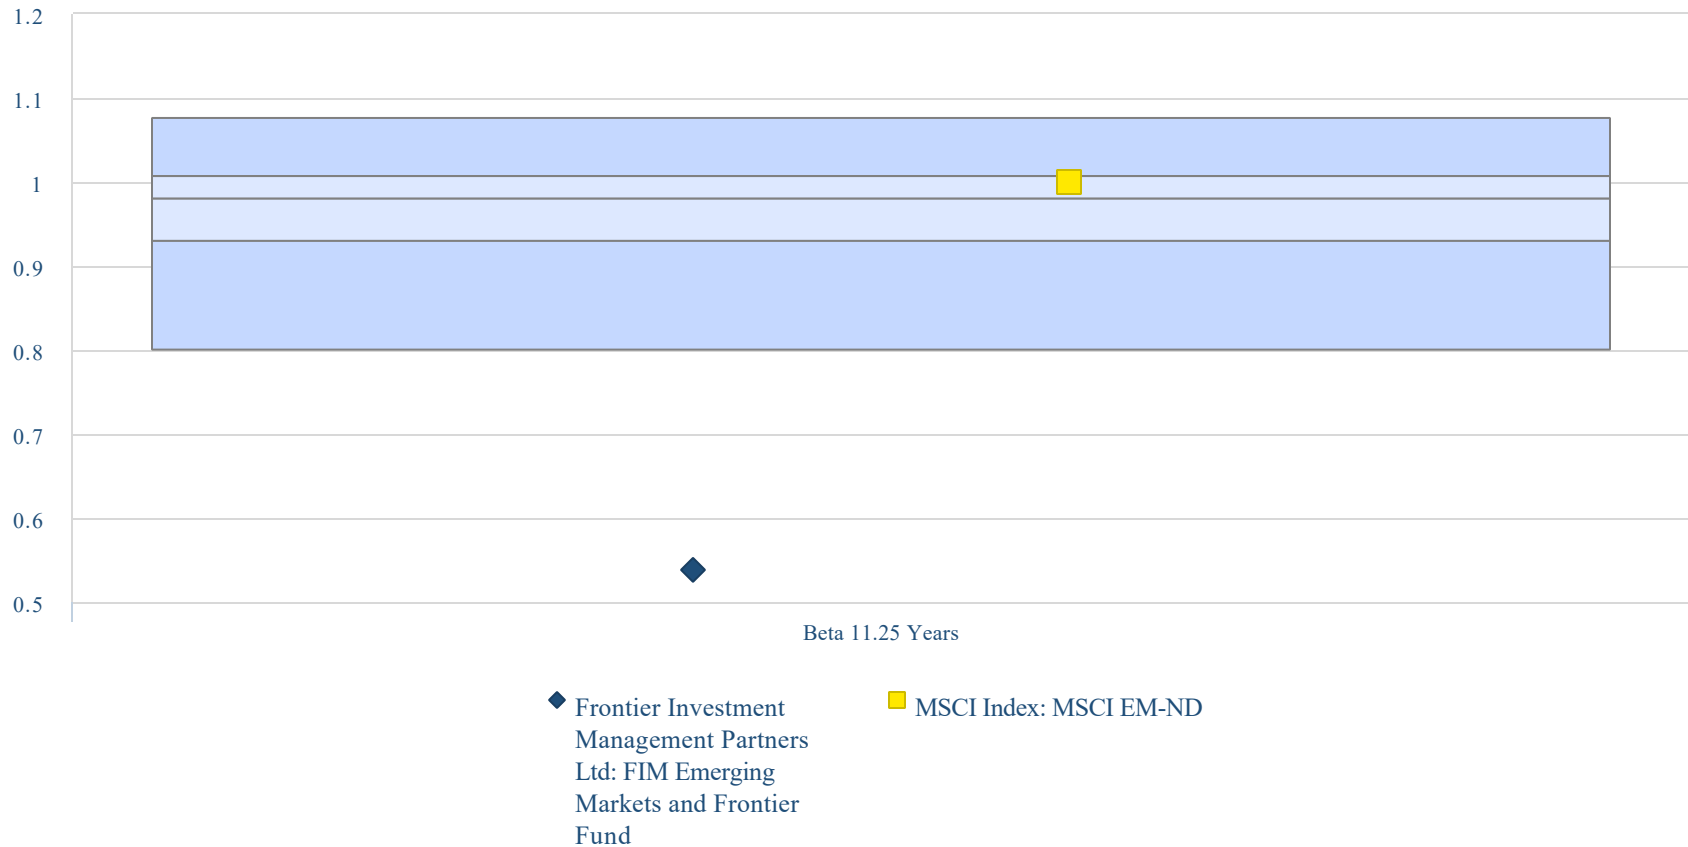 1.2
1.1
1
0.9
0.8
0.7
0.6
0.5
Beta 11.25 Years
Frontier Investment
Management Partners
Ltd: FIM Emerging
Markets and Frontier
Fund
MSCI Index: MSCI EM-ND